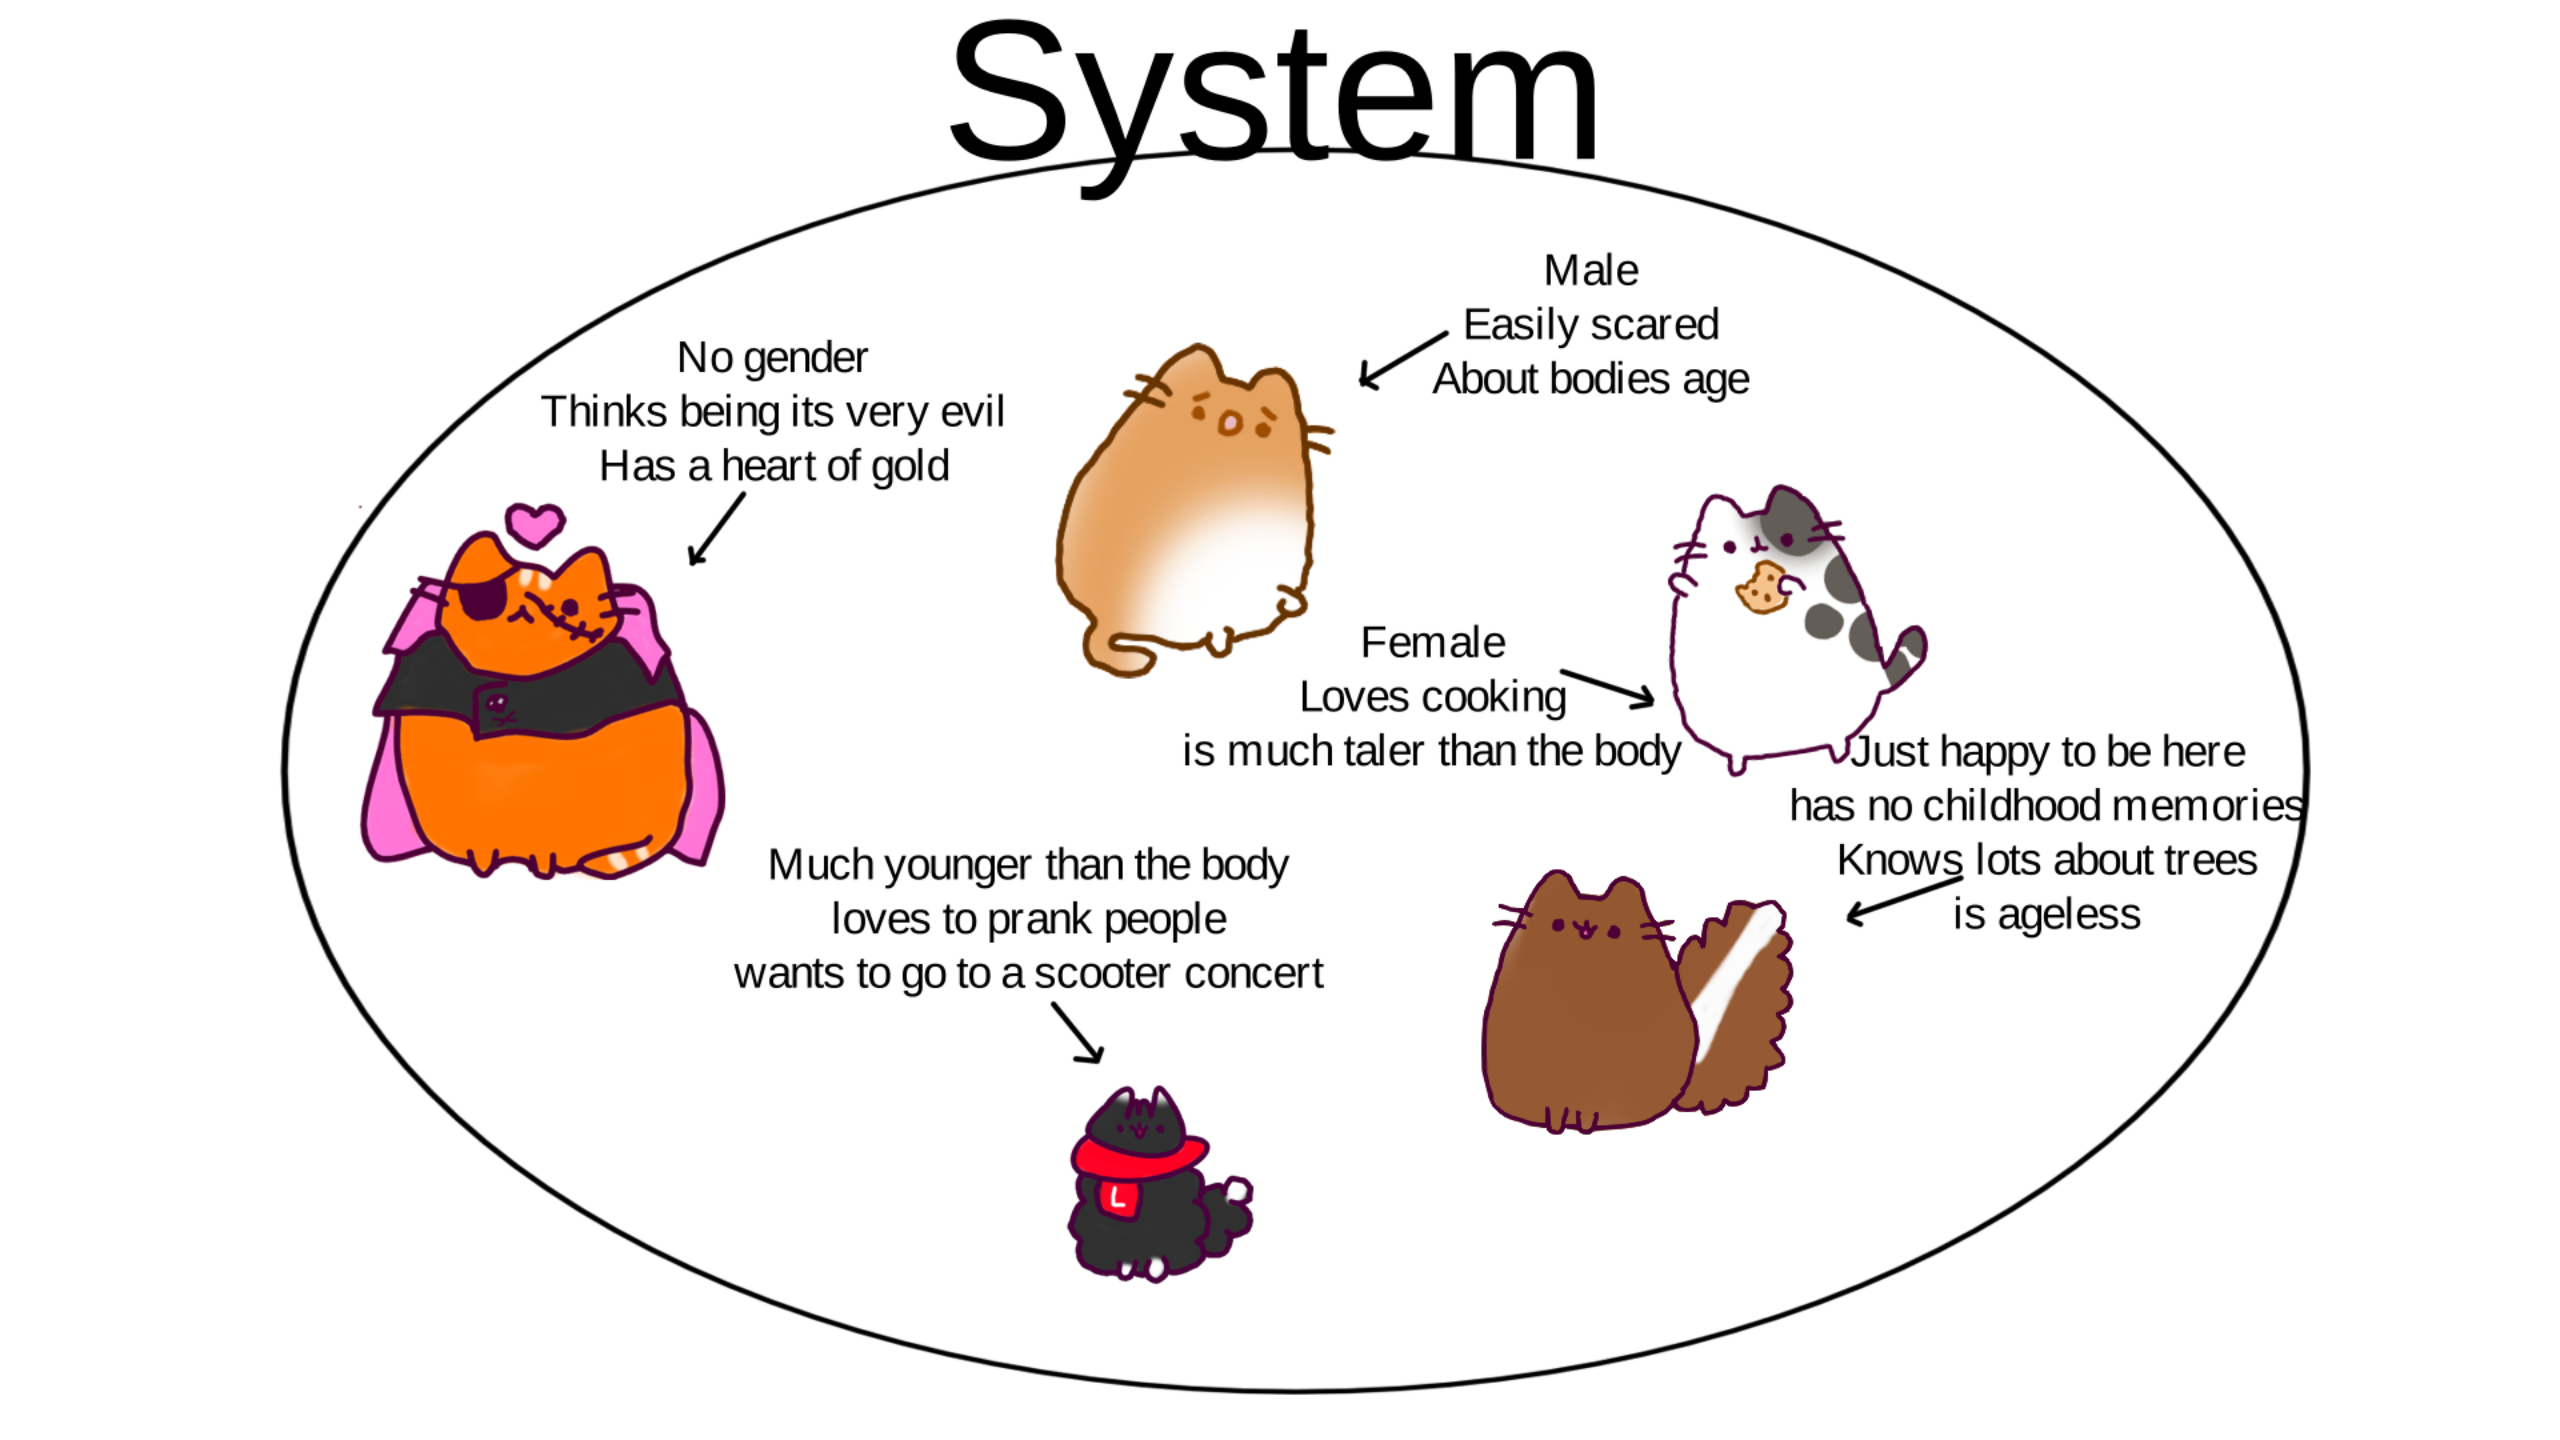 System
Male
Easily scared
About bodies age
No gender
Thinks being its very evil
Has a heart of gold
Female
Loves cooking
is much taler than the body
Just happy to be here
has no childhood memories
Knows lots about trees
is ageless
Much younger than the body
loves to prank people
wants to go to a scooter concert
L